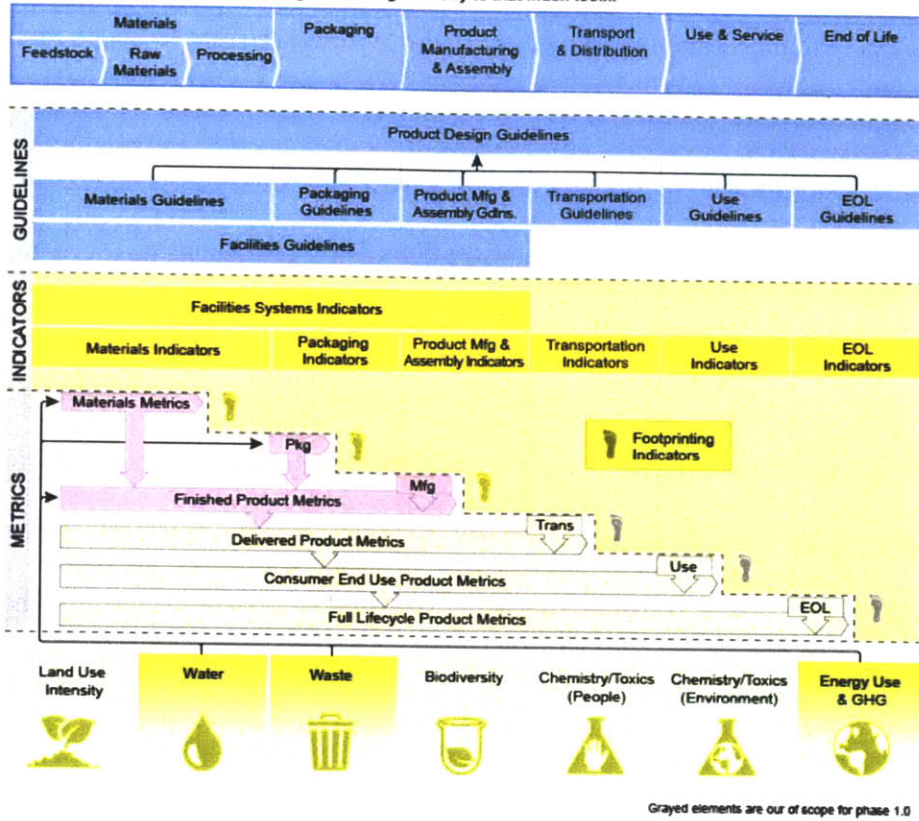 Materials
Packaging
Product
Manufacturing
& Assembly
Transport
& Distribution
Use & Service
End of Life
Feedstock
Raw
Materials
Processing
GUIDELINES
Product Design Guidelines
Materials Guidelines
Packaging
Guidelines
Product Mfg &
Assembly Gdlns.
Transportation
Guidelines
Use
Guidelines
EOL
Guidelines
Facilities Guidelines
INDICATORS
Facilities Systems Indicators
Materials Indicators
Packaging
Indicators
Product Mfg &
Assembly Indicators
Transportation
Indicators
Use
Indicators
EOL
Indicators
METRICS
Materials Metrics
Pkg
Footprinting
Indicators
Mfg
Finished Product Metrics
Trans
Delivered Product Metrics
Use
Consumer End Use Product Metrics
EOL
Full Lifecycle Product Metrics
Land Use
Intensity
Water
Waste
Biodiversity
Chemistry/Toxics
(People)
Chemistry/Toxics
(Environment)
Energy Use
& GHG
Grayed elements are our of scope for phase 1.0